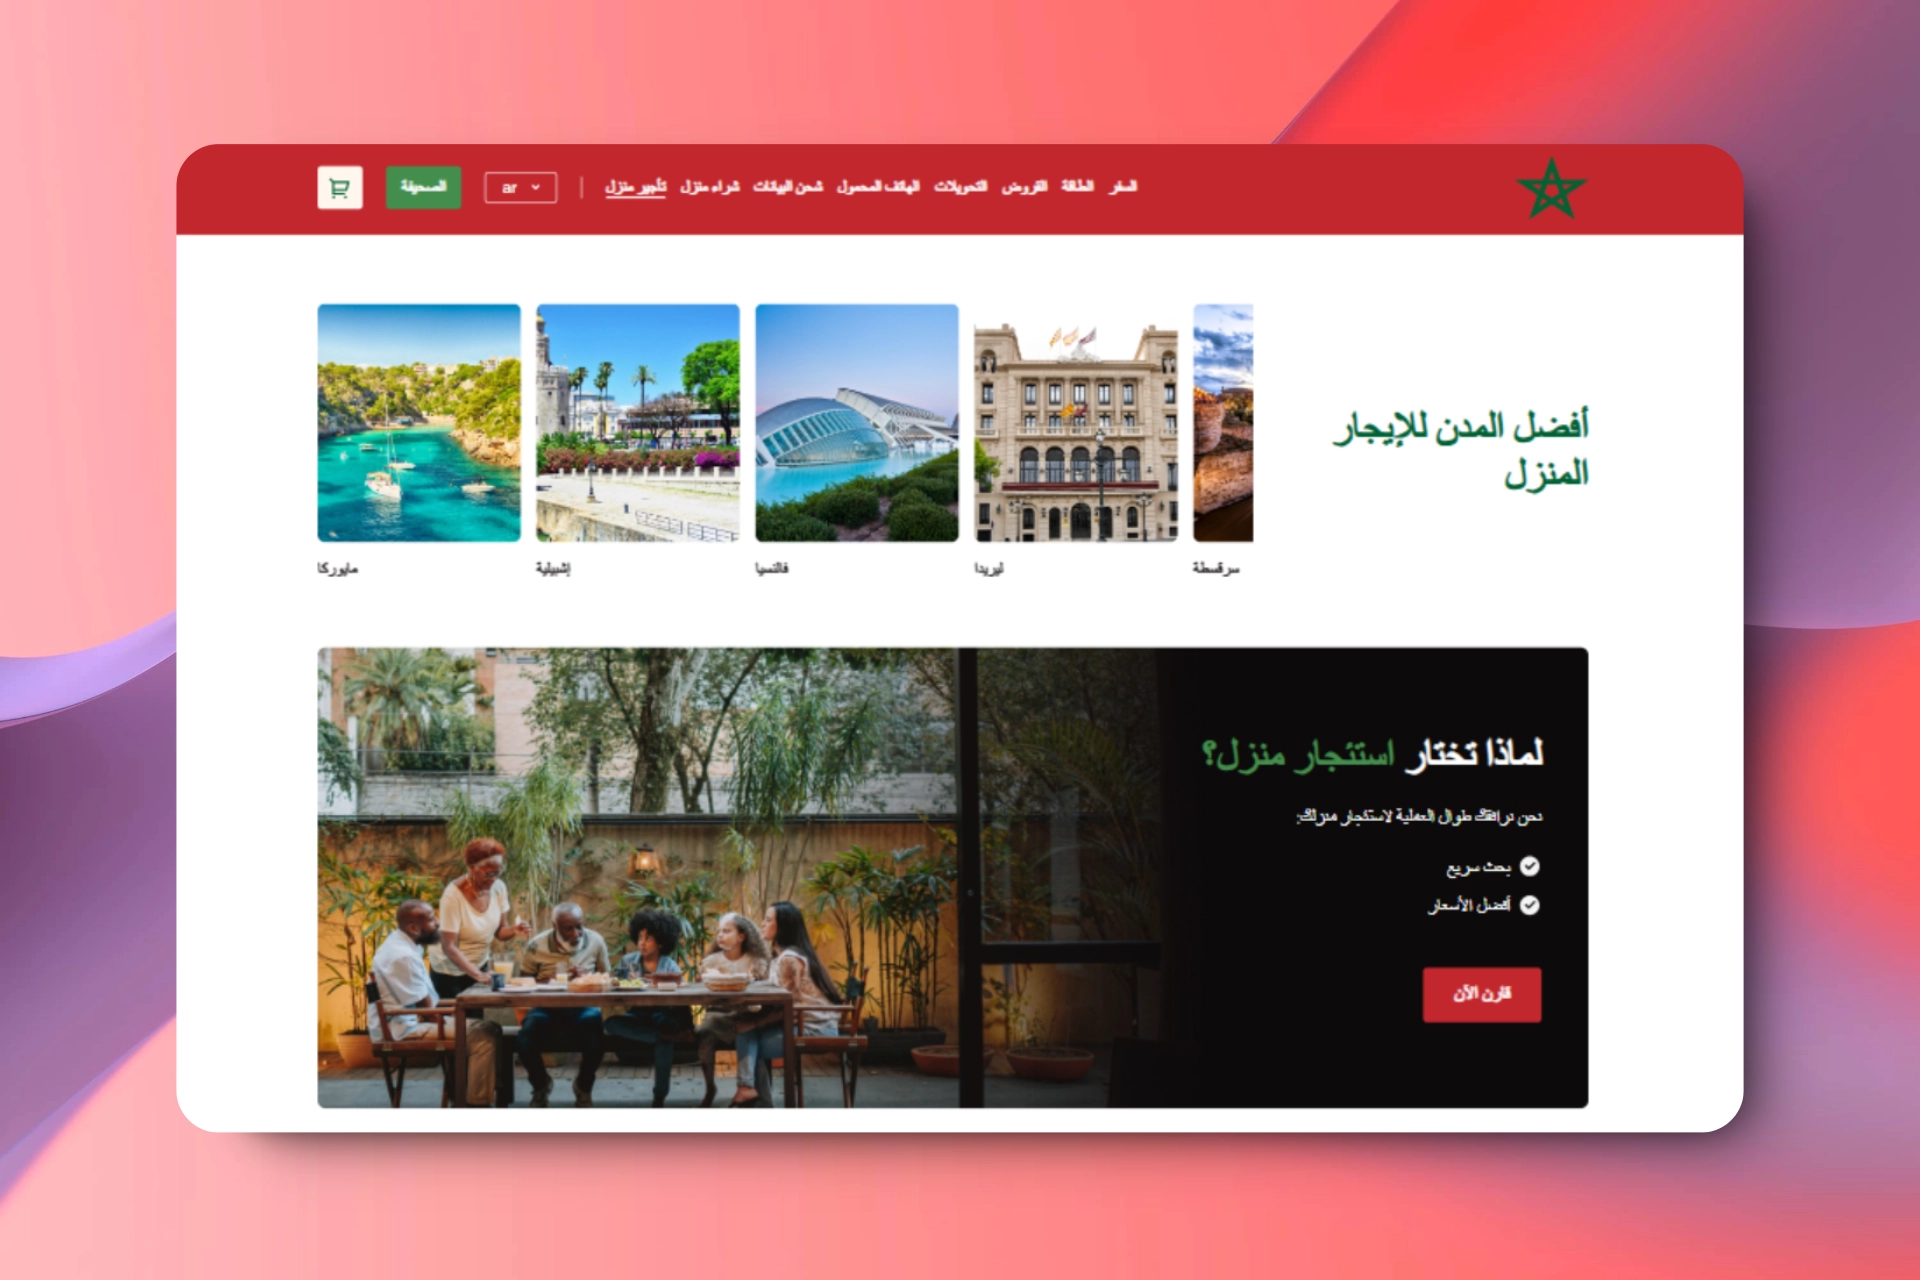 السفر الطاقة القروض التحويلات الهاتف المحمول شحن البيانات شراء منزل تأجير منزل
ar
الصحيفة
أفضل المدن للإيجار
المنزل
سرقسطة
ليريدا
فالنسيا
إشبيلية
مايوركا
لماذا تختار استئجار منزل؟
نحن نرافقك طوال العملية لاستئجار منزلك:
بحث سريع
أفضل الأسعار
قارن الآن